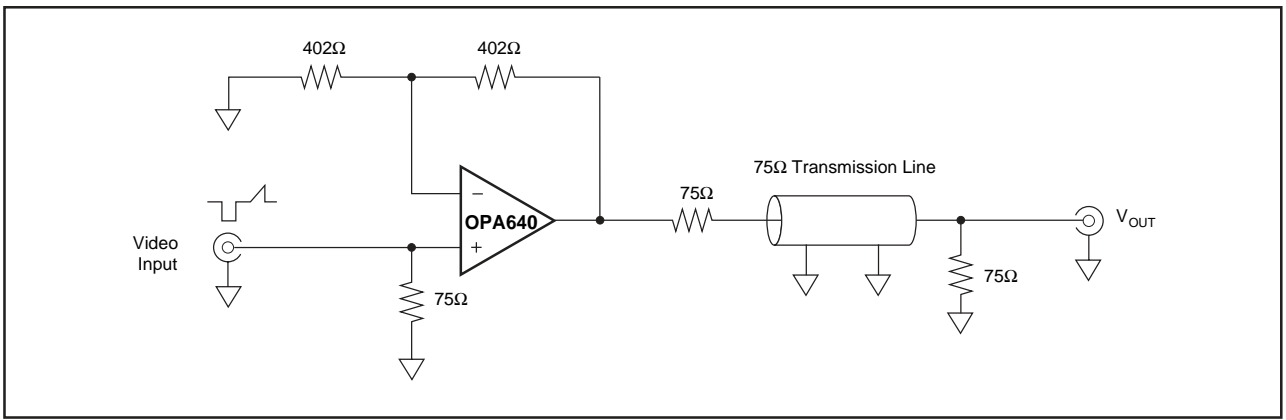 402Ω
402Ω
75Ω Transmission Line
75Ω
−
OPA640
+
Video
Input
V_OUT
75Ω
75Ω